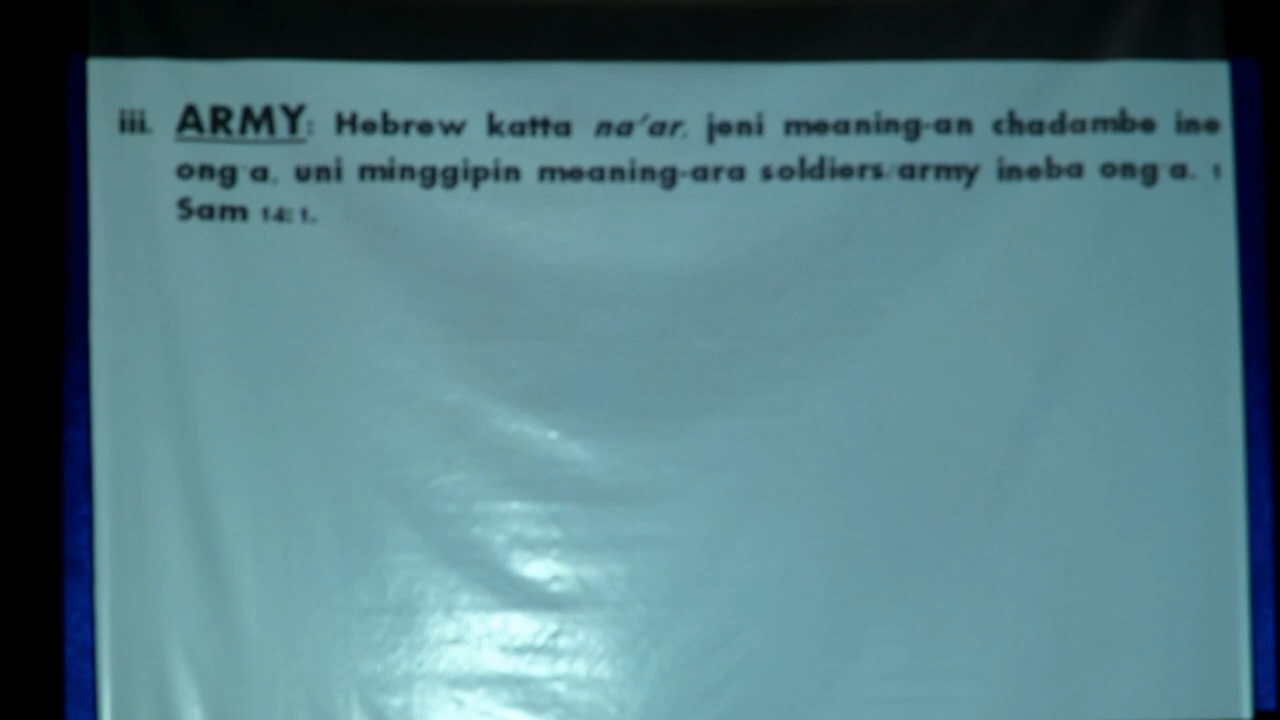 iii. ARMY: Hebrew katta na'ar, jeni meaning-an chadambe ine
ong·a, uni minggipin meaning-ara soldiers/army ineba ong·a. 1
Sam 14: 1.